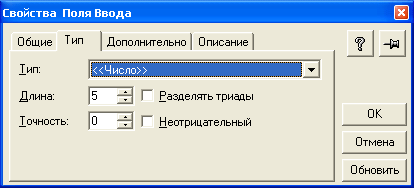 Свойства Поля Ввода
Общие Тип Дополнительно Описание
Тип: <<Число>>
Длина: 5 Разделять триады
Точность: 0 Неотрицательный
OK
Отмена
Обновить